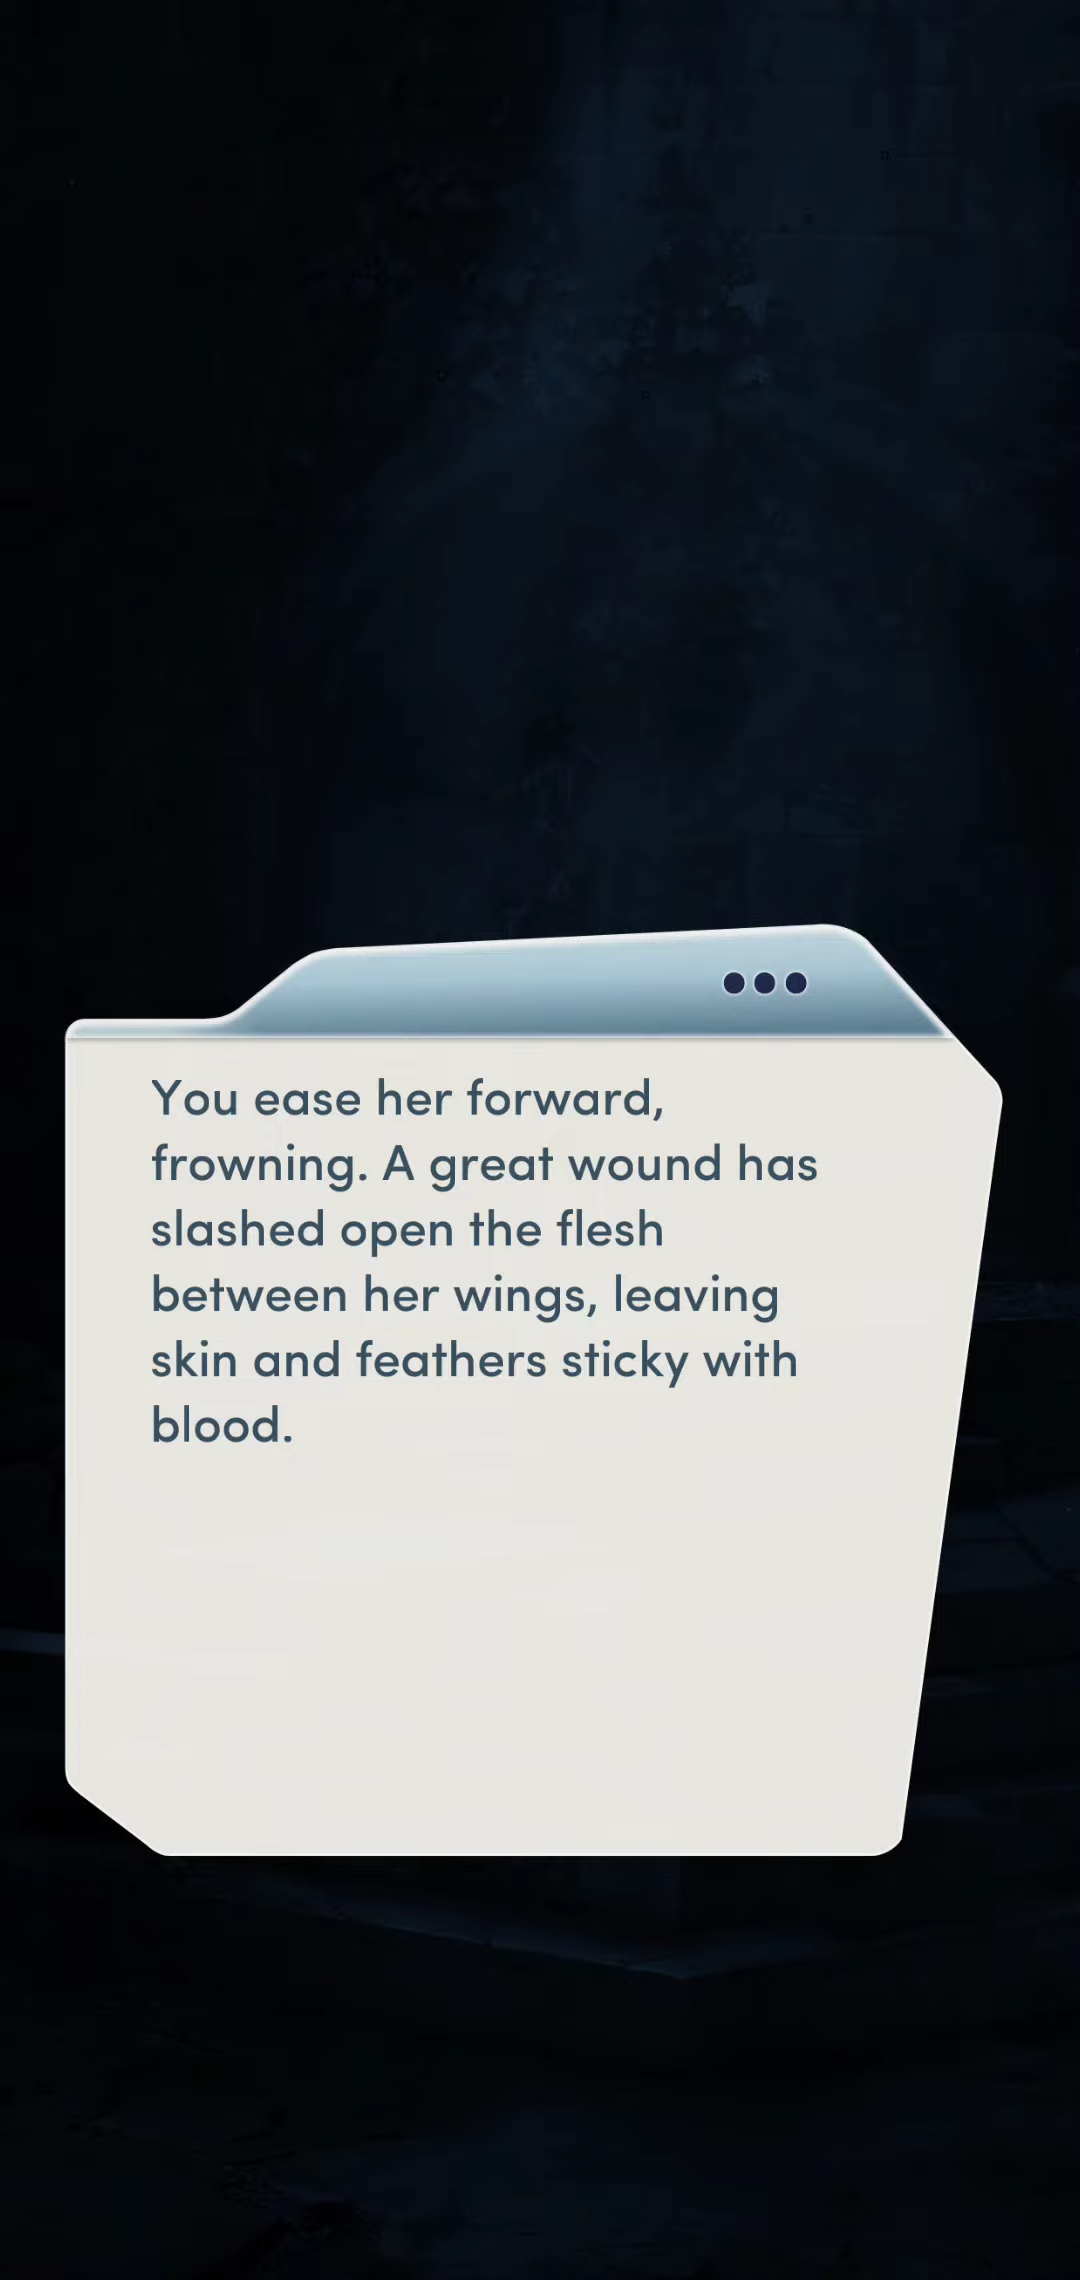 You ease her forward,
frowning. A great wound has
slashed open the flesh
between her wings, leaving
skin and feathers sticky with
blood.